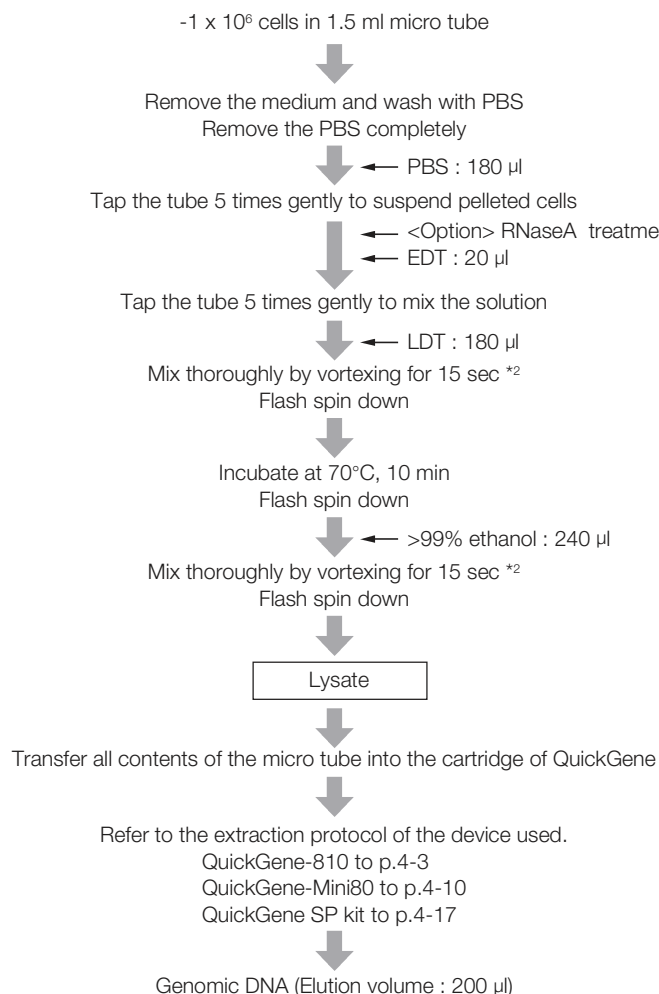 -1 x 10⁶ cells in 1.5 ml micro tube
Remove the medium and wash with PBS
Remove the PBS completely
PBS : 180 μl
Tap the tube 5 times gently to suspend pelleted cells
<Option> RNaseA treatme
EDT : 20 μl
Tap the tube 5 times gently to mix the solution
LDT : 180 μl
Mix thoroughly by vortexing for 15 sec *²
Flash spin down
Incubate at 70°C, 10 min
Flash spin down
>99% ethanol : 240 μl
Mix thoroughly by vortexing for 15 sec *²
Flash spin down
Lysate
Transfer all contents of the micro tube into the cartridge of QuickGene
Refer to the extraction protocol of the device used.
QuickGene-810 to p.4-3
QuickGene-Mini80 to p.4-10
QuickGene SP kit to p.4-17
Genomic DNA (Elution volume : 200 μl)